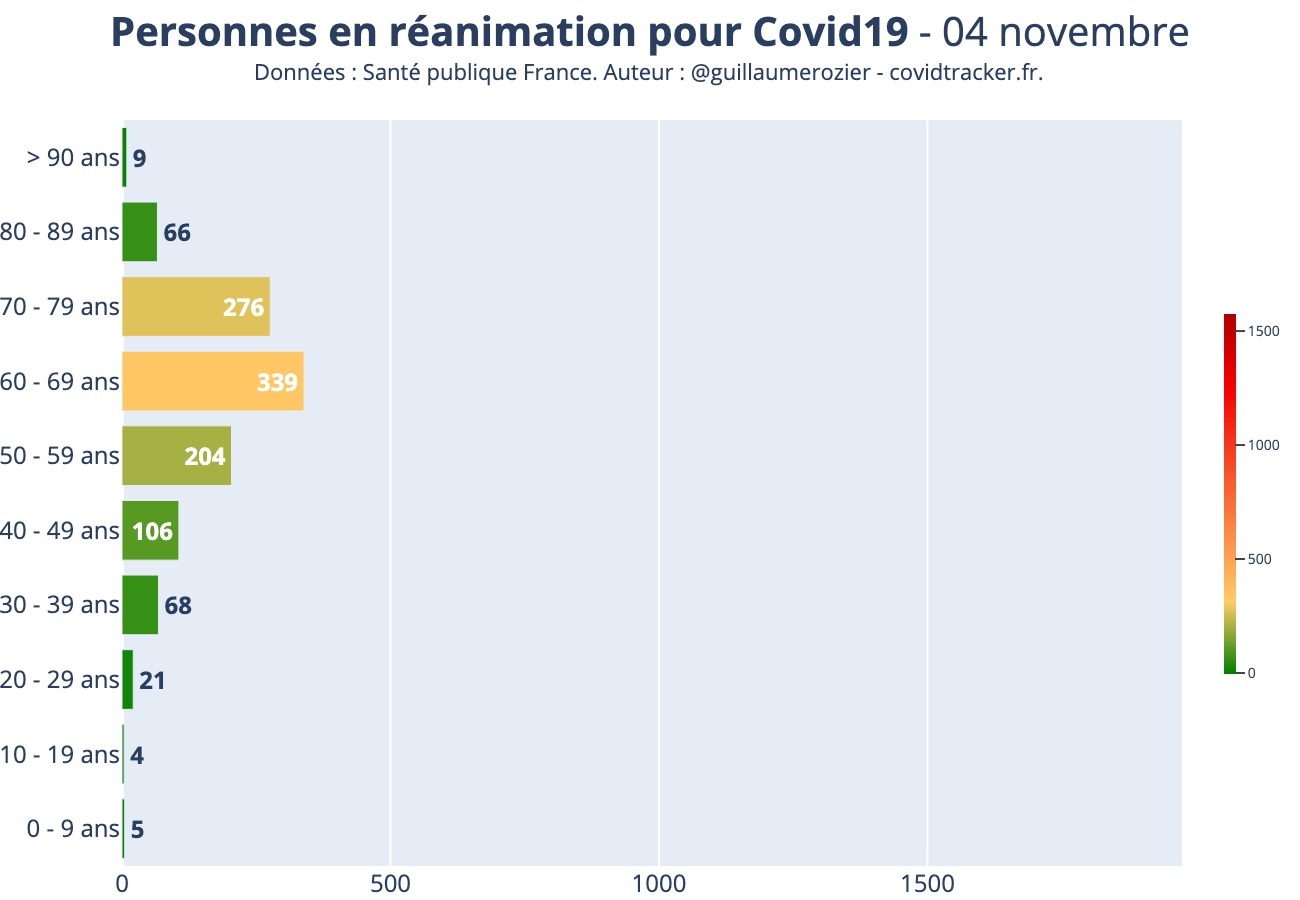 Personnes en réanimation pour Covid19 - 04 novembre
Données : Santé publique France. Auteur : @guillaumerozier - covidtracker.fr.
> 90 ans 9
80 - 89 ans 66
70 - 79 ans 276
60 - 69 ans 339
50 - 59 ans 204
40 - 49 ans 106
30 - 39 ans 68
20 - 29 ans 21
10 - 19 ans 4
0 - 9 ans 5
0 500 1000 1500
1500
1000
500
0